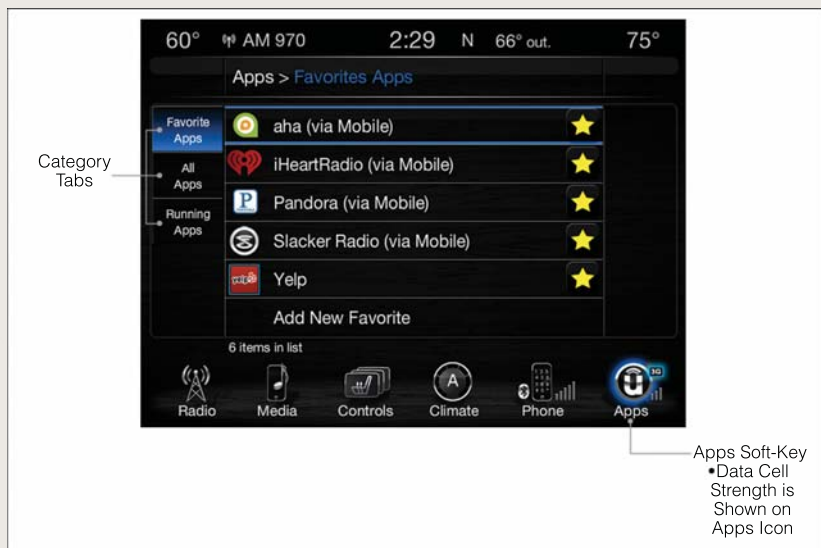 60° AM 970 2:29 N 66° out. 75°
Apps > Favorites Apps
Favorite
Apps
All
Apps
Running
Apps
aha (via Mobile)
iHeartRadio (via Mobile)
P Pandora (via Mobile)
Slacker Radio (via Mobile)
yelp Yelp
Add New Favorite
6 items in list
Radio
Media
Controls
A
Climate
Phone
3G
Apps
Category
Tabs
Apps Soft-Key
•Data Cell
Strength is
Shown on
Apps Icon